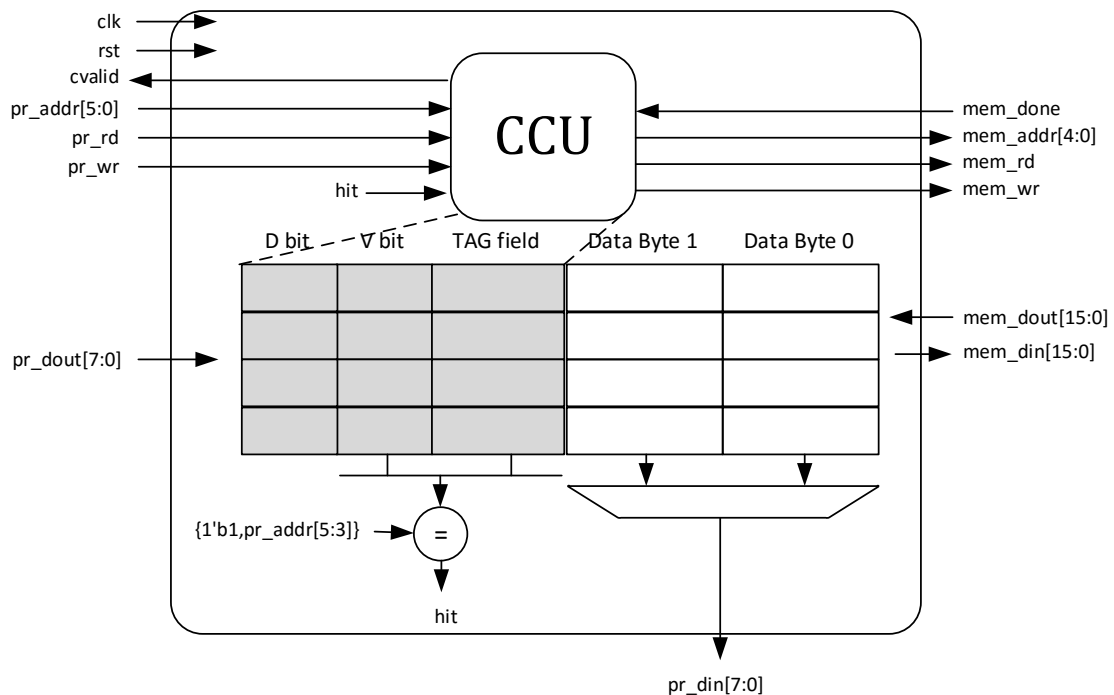 clk
rst
cvalid
pr_addr[5:0]
pr_rd
pr_wr
hit
CCU
mem_done
mem_addr[4:0]
mem_rd
mem_wr
D bit V bit TAG field Data Byte 1 Data Byte 0
pr_dout[7:0]
mem_dout[15:0]
mem_din[15:0]
{1'b1,pr_addr[5:3]}
=
hit
pr_din[7:0]